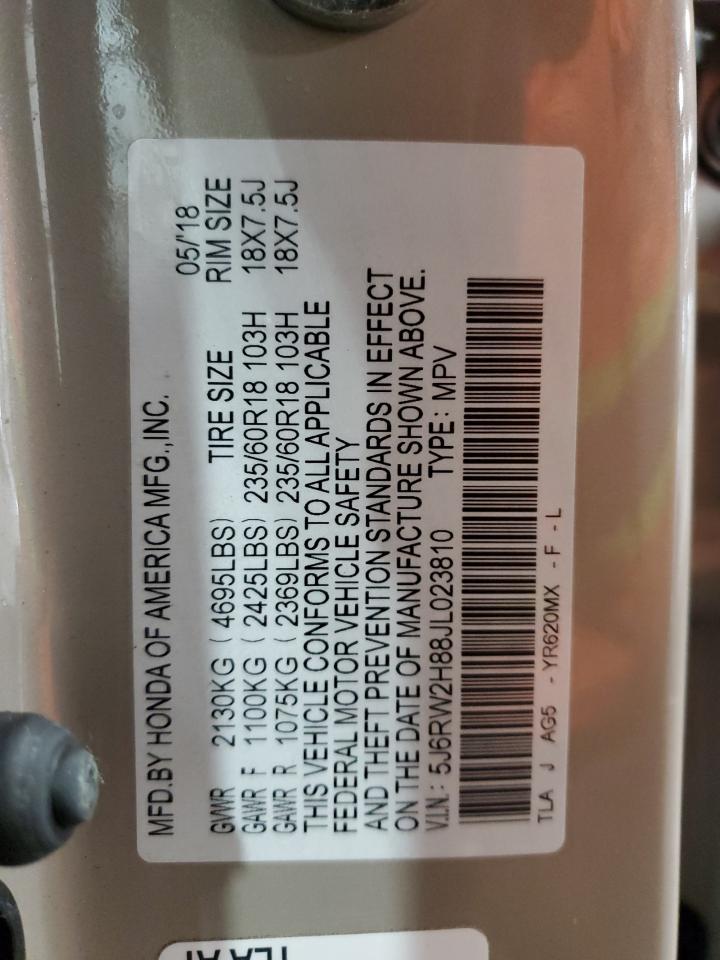 MFD.BY HONDA OF AMERICA MFG.,INC. 05/'18
GVWR 2130KG ( 4695LBS) TIRE SIZE RIM SIZE
GAWR F 1100KG ( 2425LBS) 235/60R18 103H 18X7.5J
GAWR R 1075KG ( 2369LBS) 235/60R18 103H 18X7.5J
THIS VEHICLE CONFORMS TO ALL APPLICABLE
FEDERAL MOTOR VEHICLE SAFETY
AND THEFT PREVENTION STANDARDS IN EFFECT
ON THE DATE OF MANUFACTURE SHOWN ABOVE.
V.I.N.: 5J6RW2H88JL023810 TYPE: MPV
TLA J AG5 - YR620MX - F - L